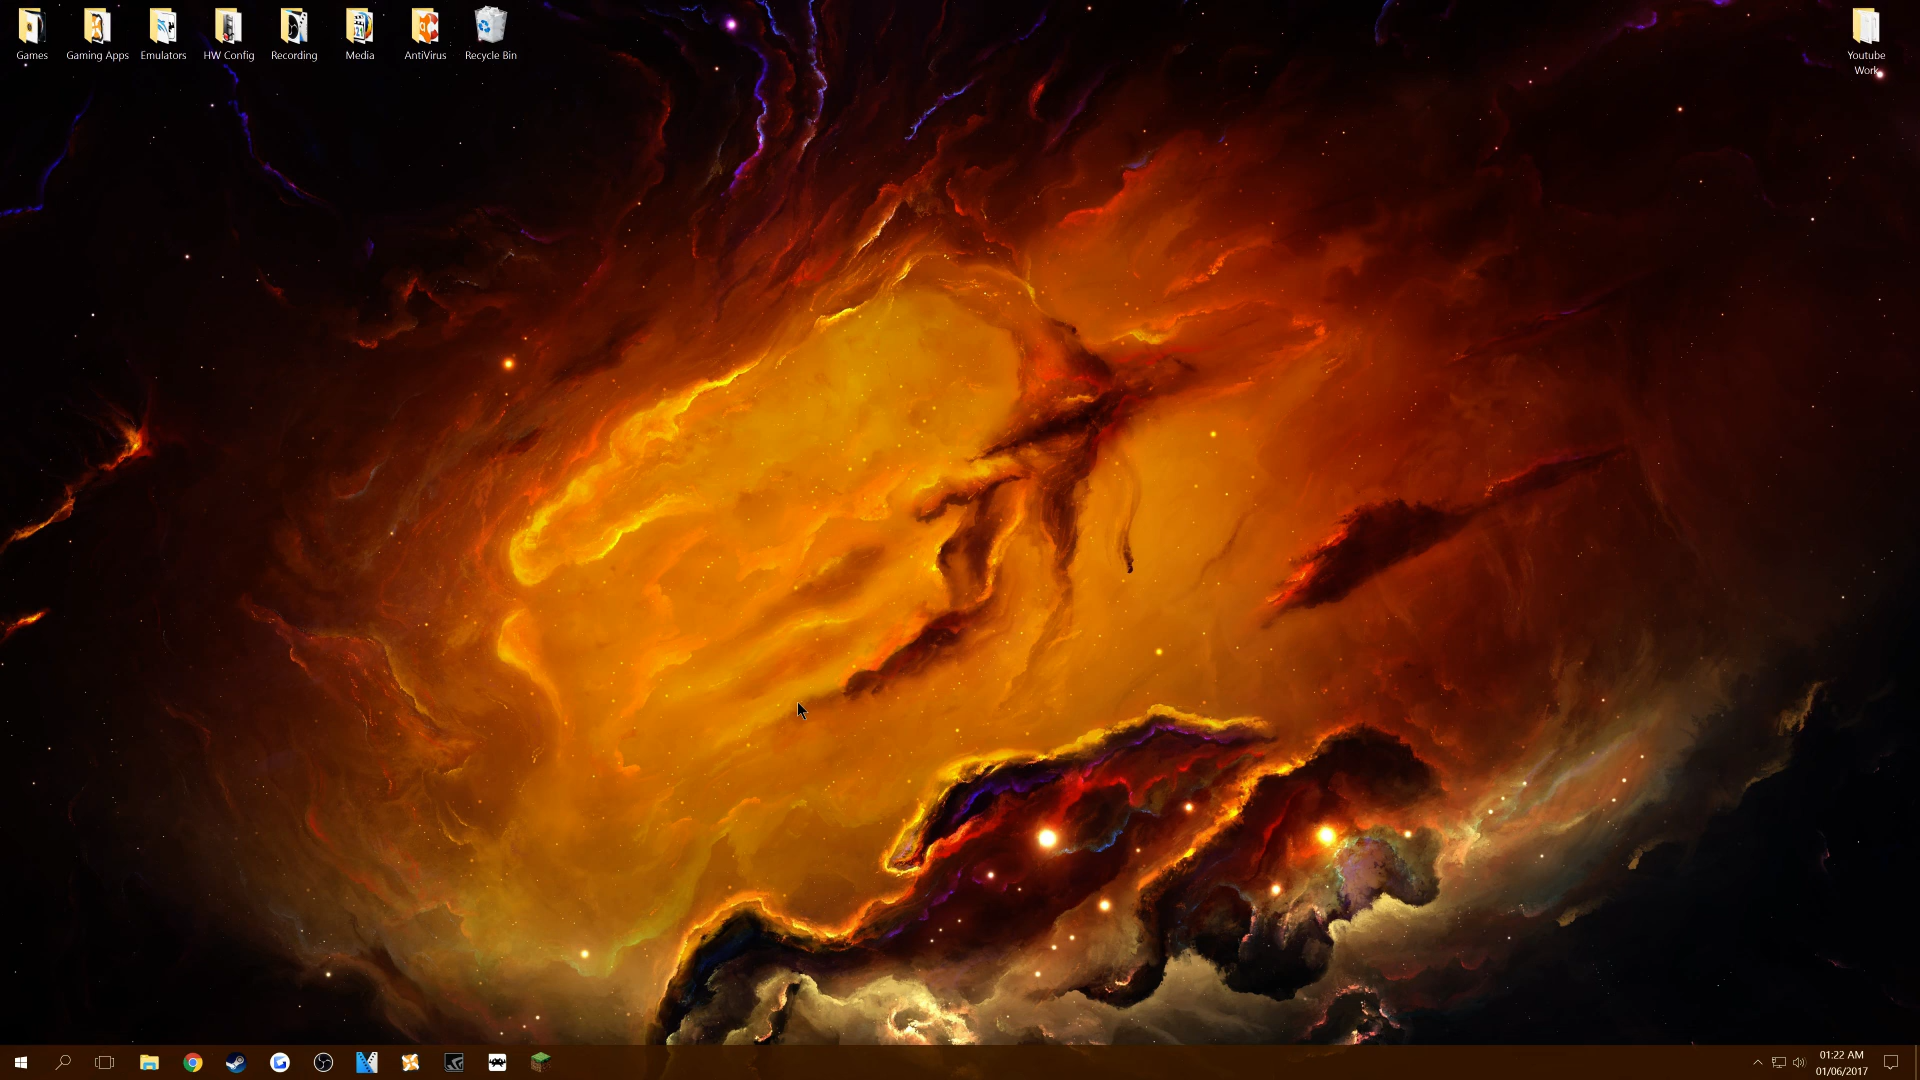 Games
Gaming Apps
Emulators
HW Config
Recording
Media
AntiVirus
Recycle Bin
Youtube
Work
01:22 AM
01/06/2017